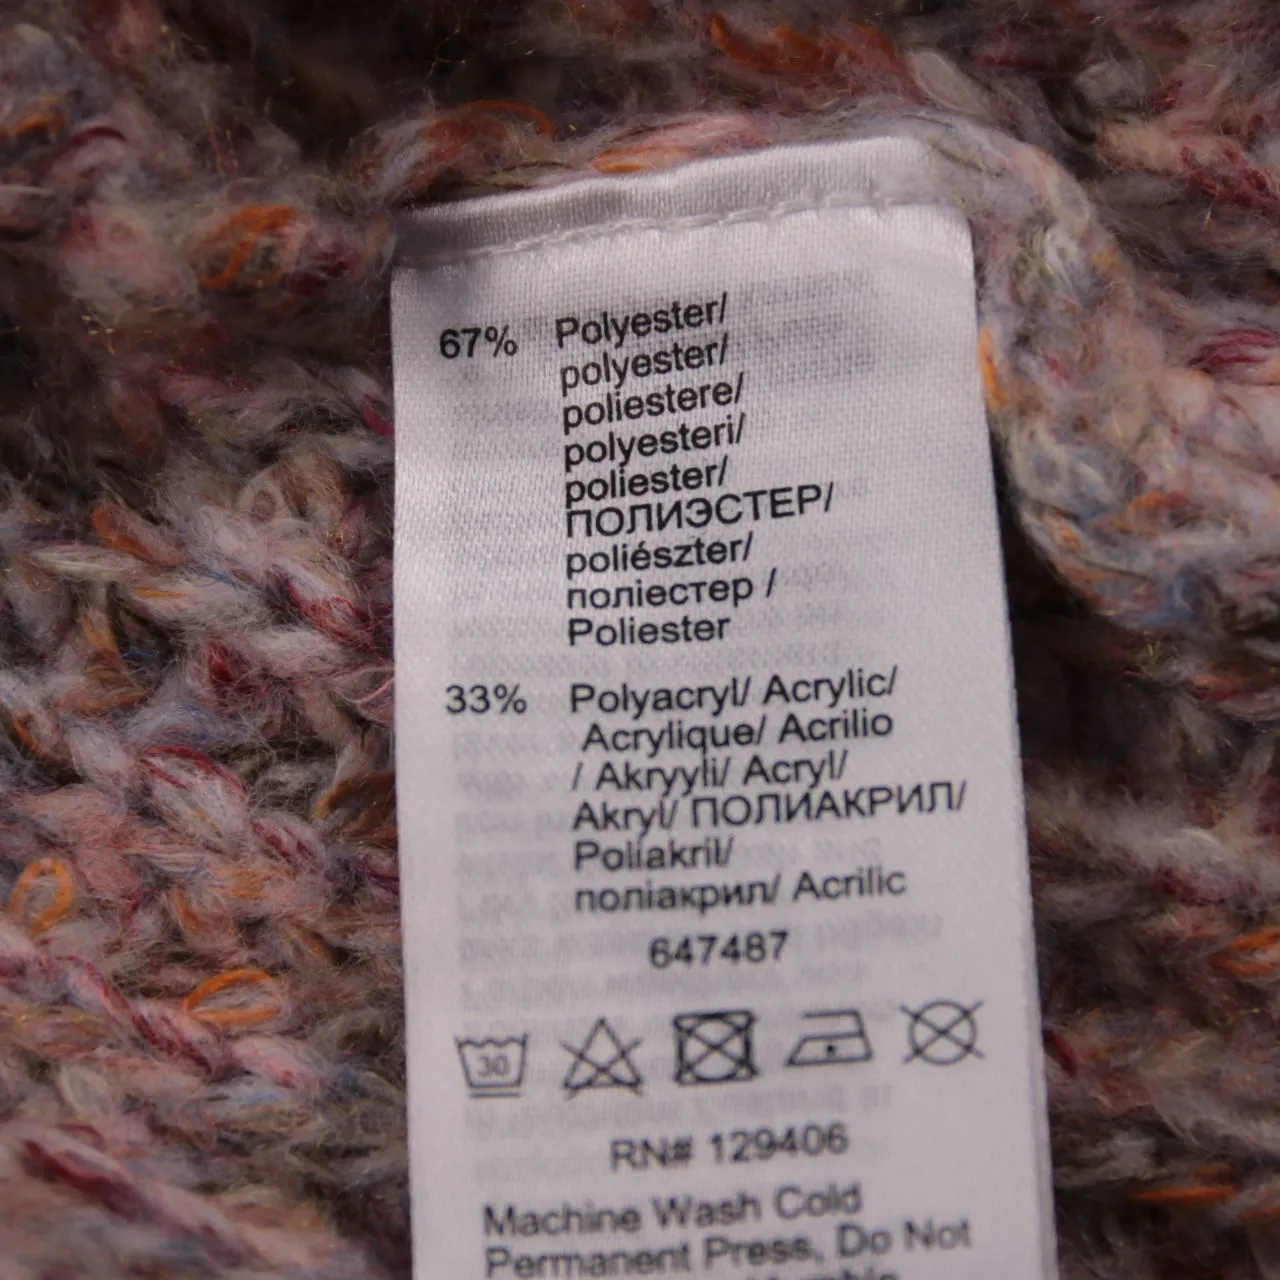 67% Polyester/
polyester/
poliestere/
polyesteri/
poliester/
ПОЛИЭСТЕР/
poliészter/
поліестер /
Poliester
33% Polyacryl/ Acrylic/
Acrylique/ Acrilio
/ Akryyli/ Acryl/
Akryl/ ПОЛИАКРИЛ/
Poliakril/
поліакрил/ Acrilic
647487
30
RN# 129406
Machine Wash Cold
Permanent Press, Do Not